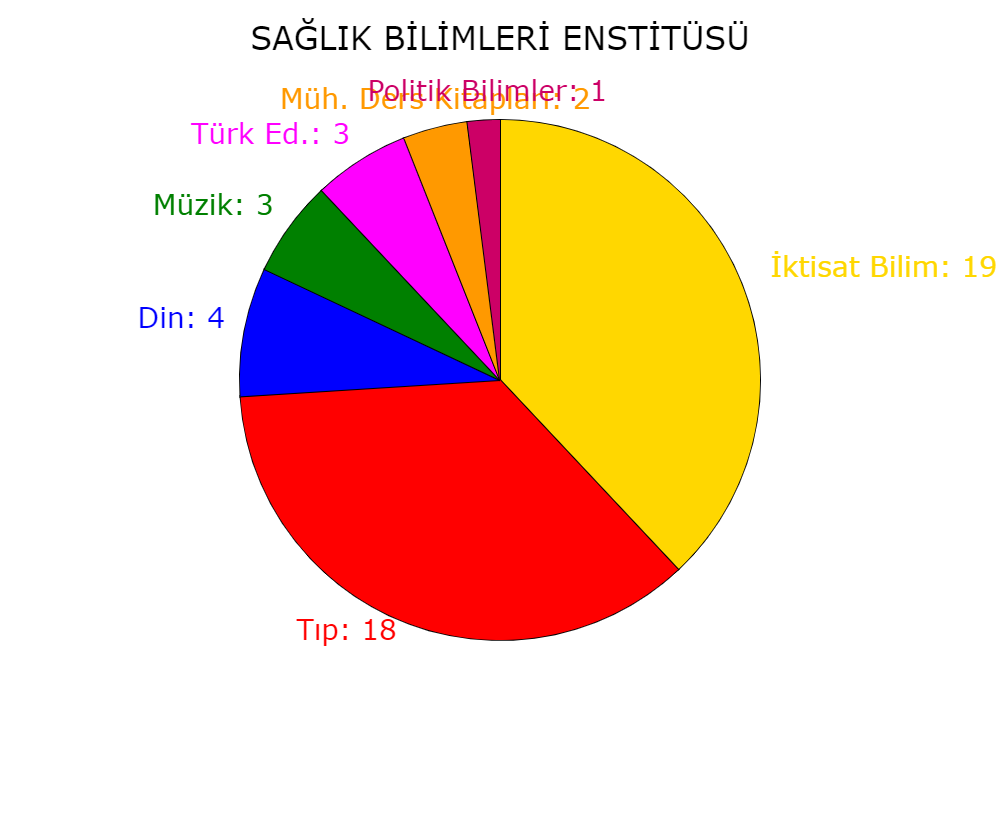 SAĞLIK BİLİMLERİ ENSTİTÜSÜ
Politik Bilimler: 1
Müh. Ders Kitapları: 2
Türk Ed.: 3
Müzik: 3
İktisat Bilim: 19
Din: 4
Tıp: 18